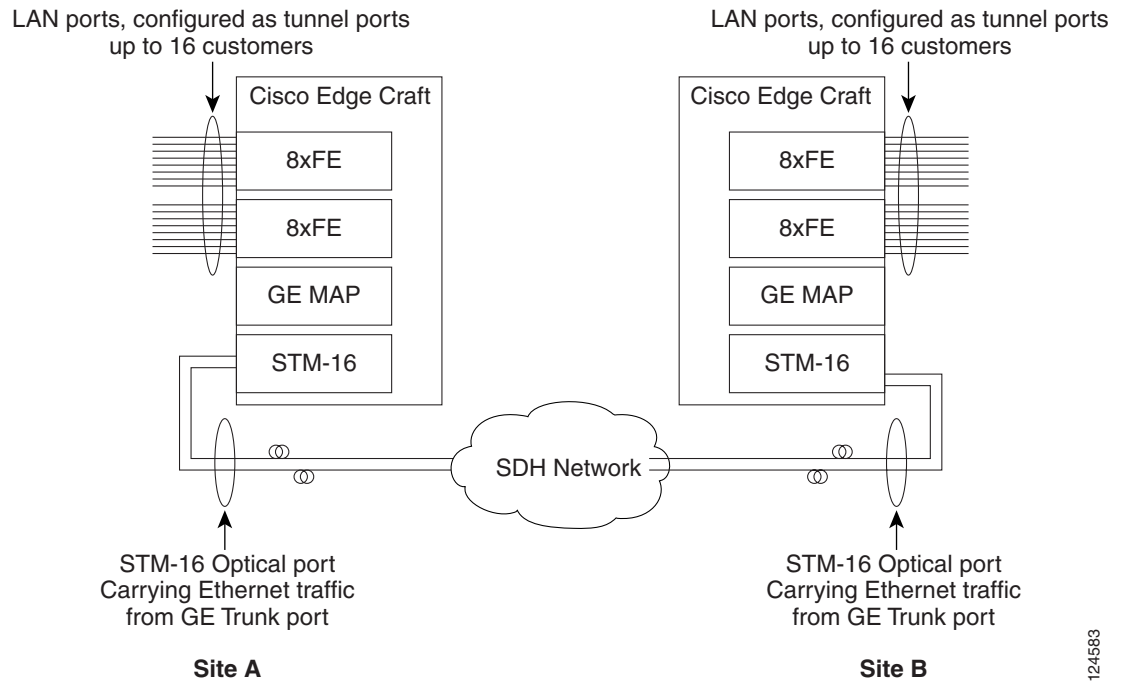 LAN ports, configured as tunnel ports
up to 16 customers
Cisco Edge Craft
8xFE
8xFE
GE MAP
STM-16
STM-16 Optical port
Carrying Ethernet traffic
from GE Trunk port
Site A
SDH Network
LAN ports, configured as tunnel ports
up to 16 customers
Cisco Edge Craft
8xFE
8xFE
GE MAP
STM-16
STM-16 Optical port
Carrying Ethernet traffic
from GE Trunk port
Site B
124583